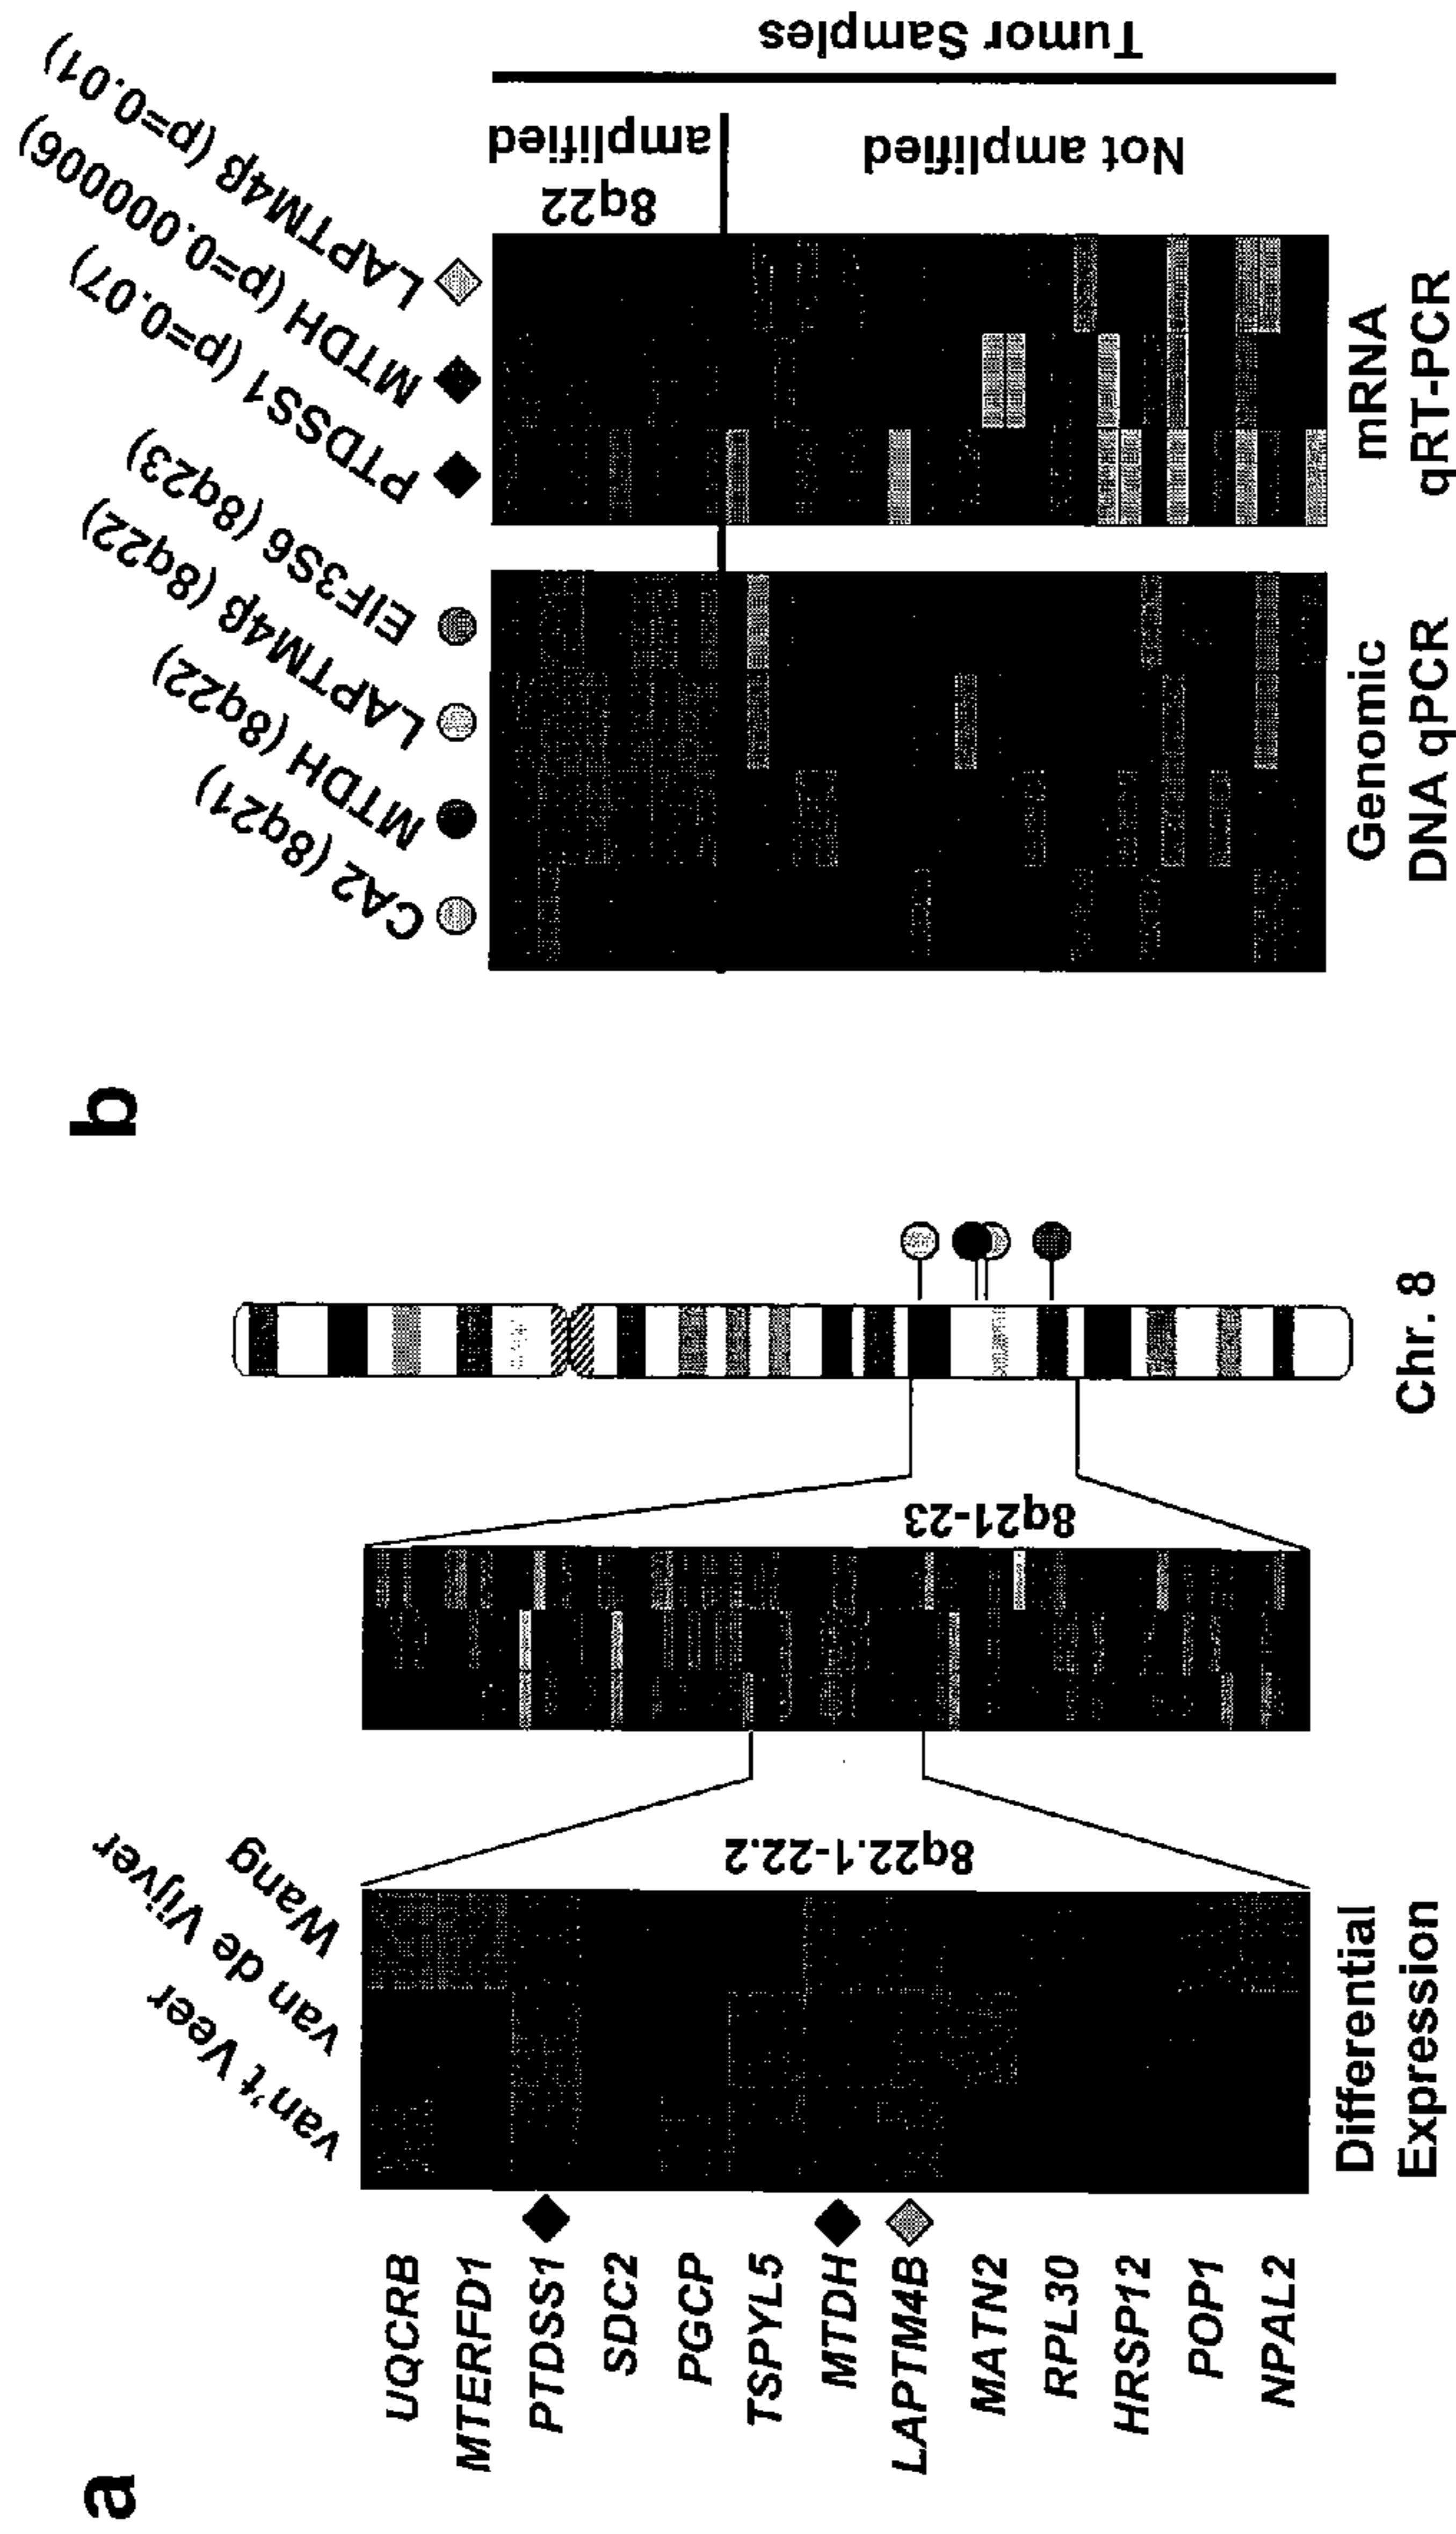 a
van't Veer
van de Vijver
Wang
UQCRB
MTERFD1
PTDSS1
SDC2
PGCP
TSPYL5
MTDH
LAPTM4B
MATN2
RPL30
HRSP12
POP1
NPAL2
8q22.1-22.2
8q21-23
Differential
Expression
Chr. 8
b
CA2 (8q21)
MTDH (8q22)
LAPTM4β (8q22)
EIF3S6 (8q23)
PTDSS1 (p=0.07)
MTDH (p=0.000006)
LAPTM4β (p=0.01)
8q22
amplified
Not amplified
Tumor Samples
Genomic
DNA qPCR
mRNA
qRT-PCR